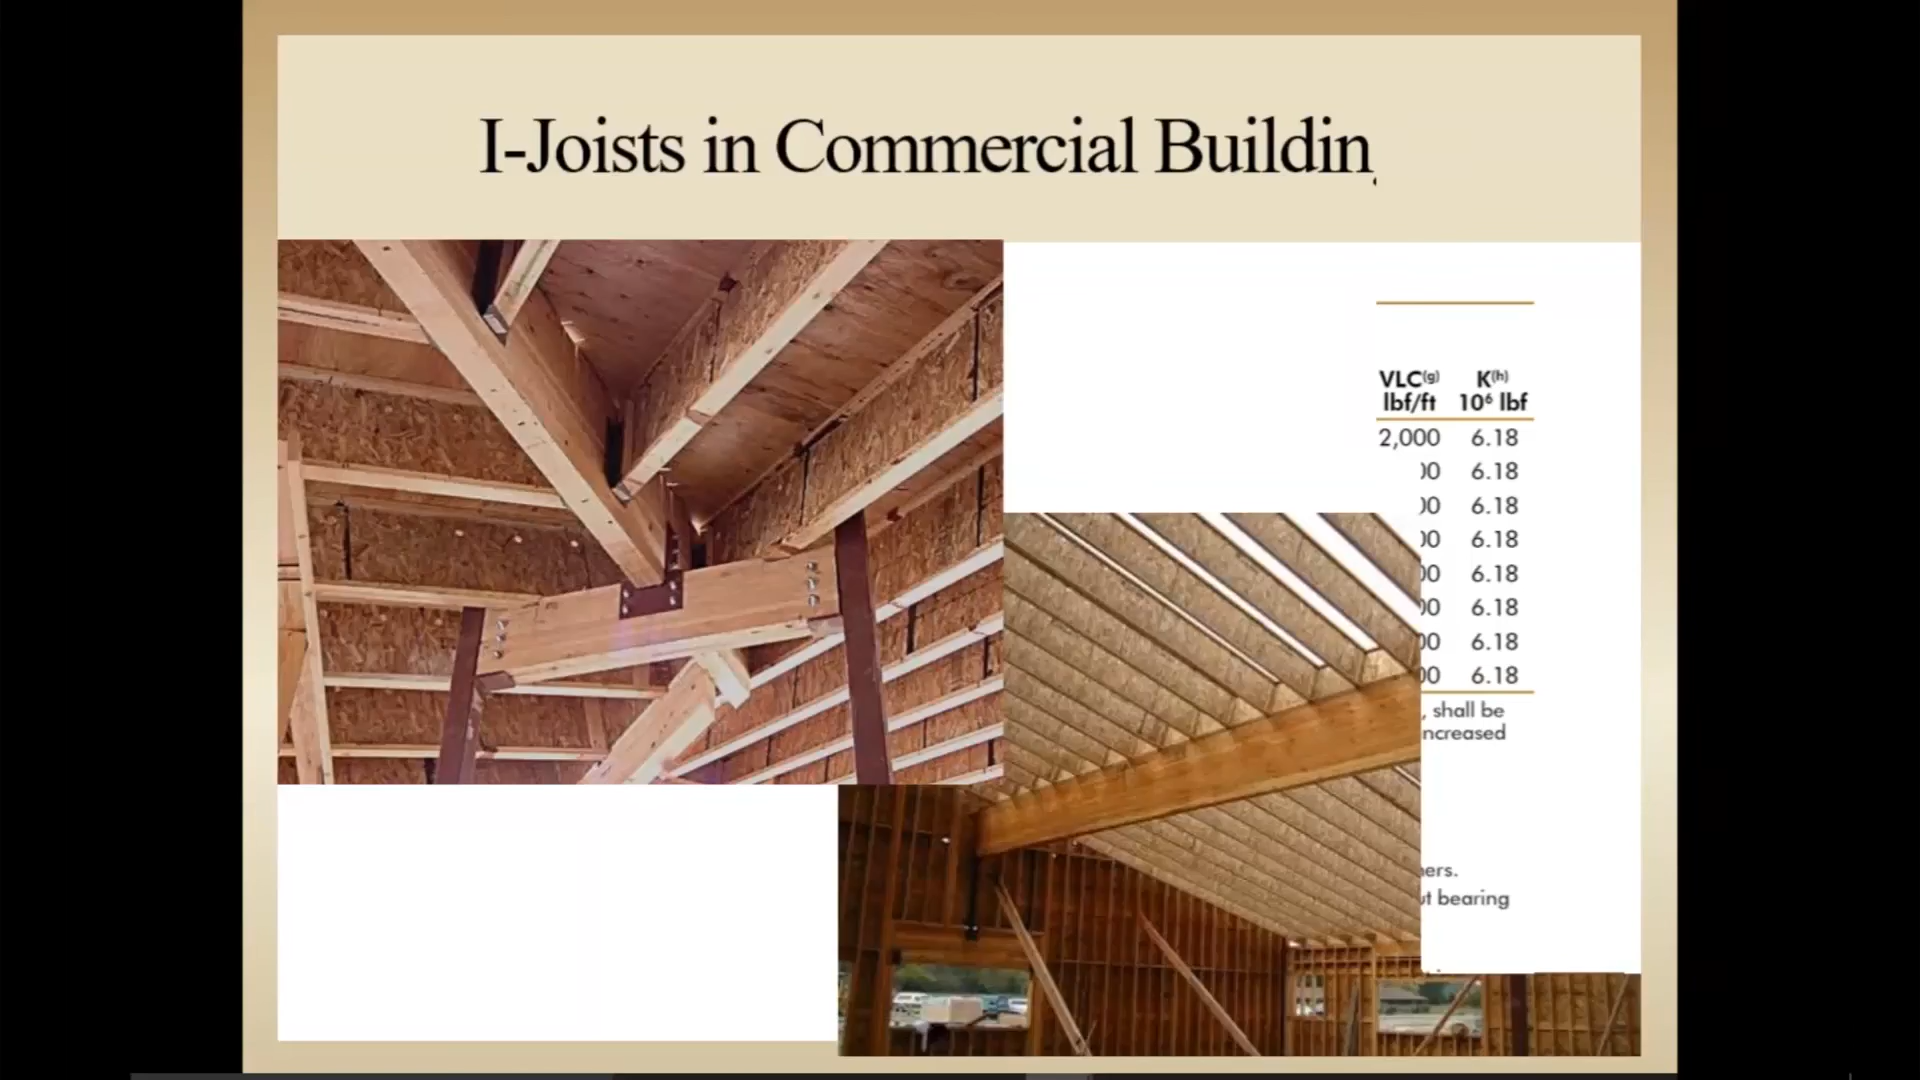 I-Joists in Commercial Buildin
VLC(g) K(h)
lbf/ft 10⁶ lbf
2,000 6.18
00 6.18
00 6.18
00 6.18
00 6.18
00 6.18
00 6.18
00 6.18
, shall be
ncreased
ers.
ut bearing